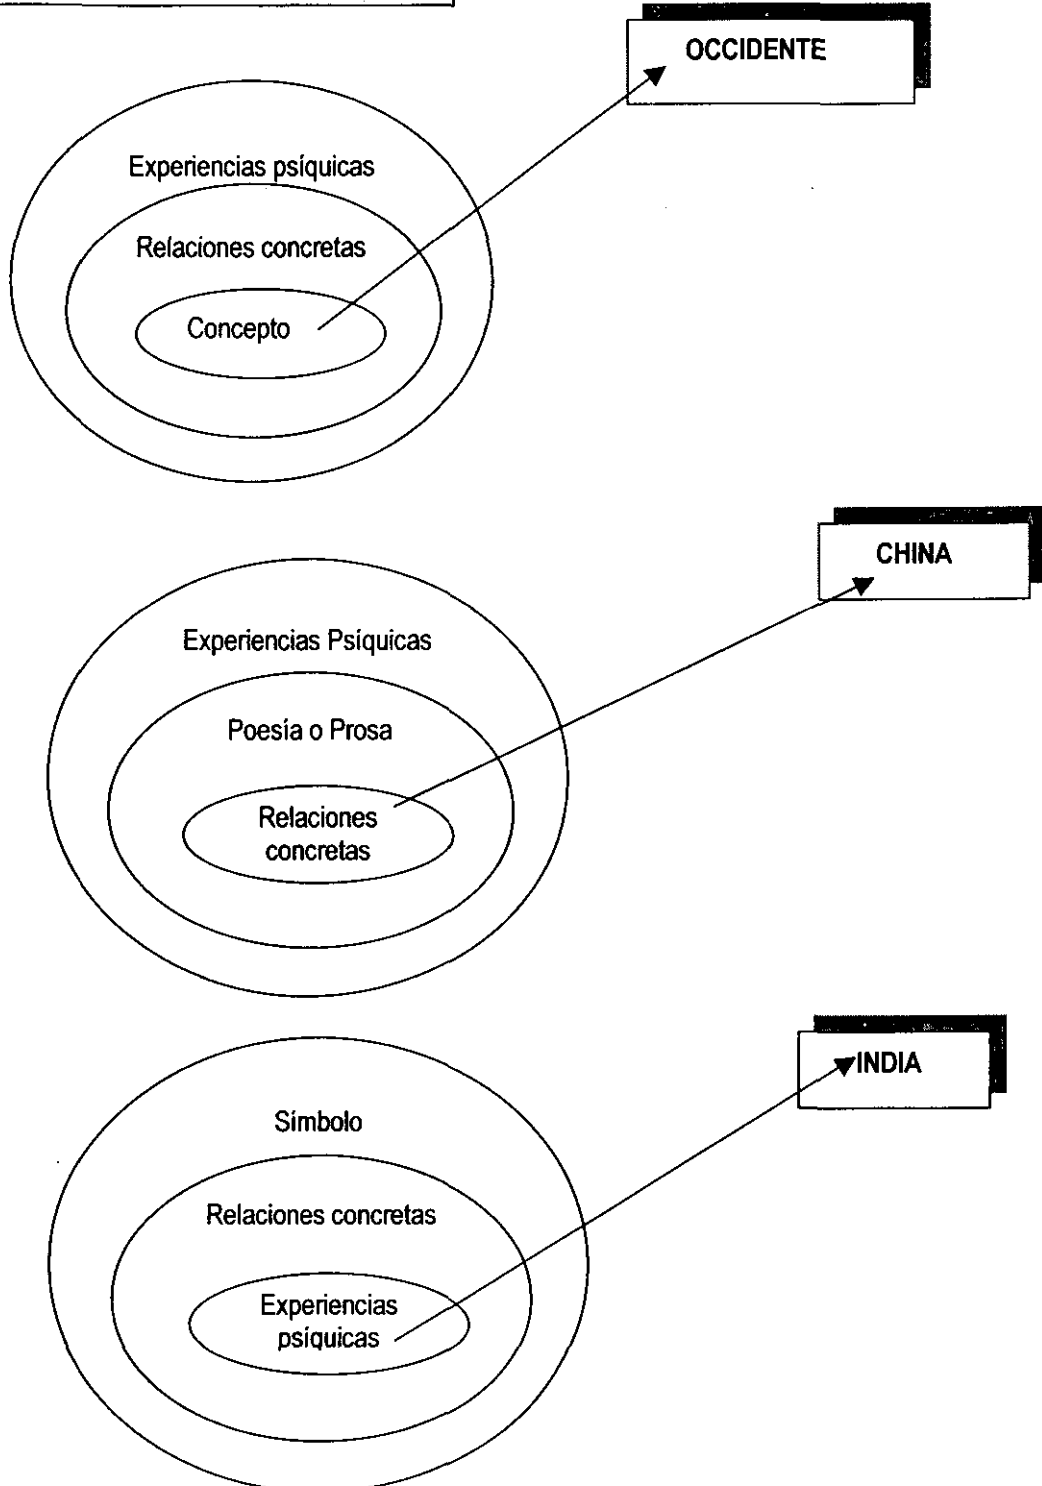 OCCIDENTE
Experiencias psíquicas
Relaciones concretas
Concepto
CHINA
Experiencias Psíquicas
Poesía o Prosa
Relaciones
concretas
INDIA
Símbolo
Relaciones concretas
Experiencias
psíquicas